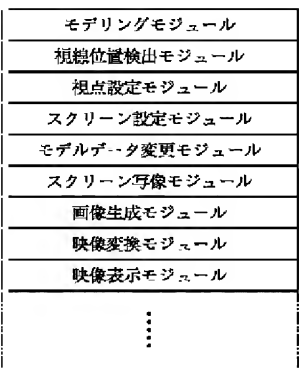 モデリングモジュール
視線位置検出モジュール
視点設定モジュール
スクリーン設定モジュール
モデルデータ変更モジュール
スクリーン写像モジュール
画像生成モジュール
映像変換モジュール
映像表示モジュール